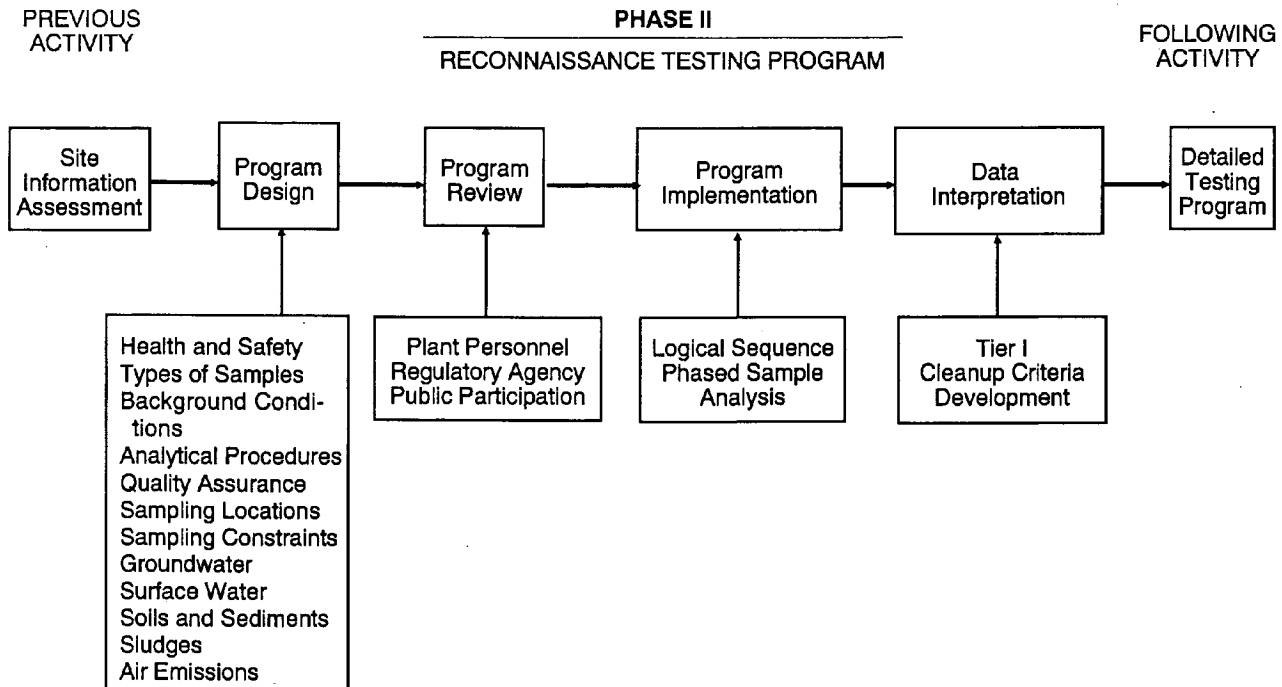 PREVIOUS
ACTIVITY
PHASE II
RECONNAISSANCE TESTING PROGRAM
FOLLOWING
ACTIVITY
Site
Information
Assessment
Program
Design
Program
Review
Program
Implementation
Data
Interpretation
Detailed
Testing
Program
Health and Safety
Types of Samples
Background Condi-
tions
Analytical Procedures
Quality Assurance
Sampling Locations
Sampling Constraints
Groundwater
Surface Water
Soils and Sediments
Sludges
Air Emissions
Plant Personnel
Regulatory Agency
Public Participation
Logical Sequence
Phased Sample
Analysis
Tier I
Cleanup Criteria
Development